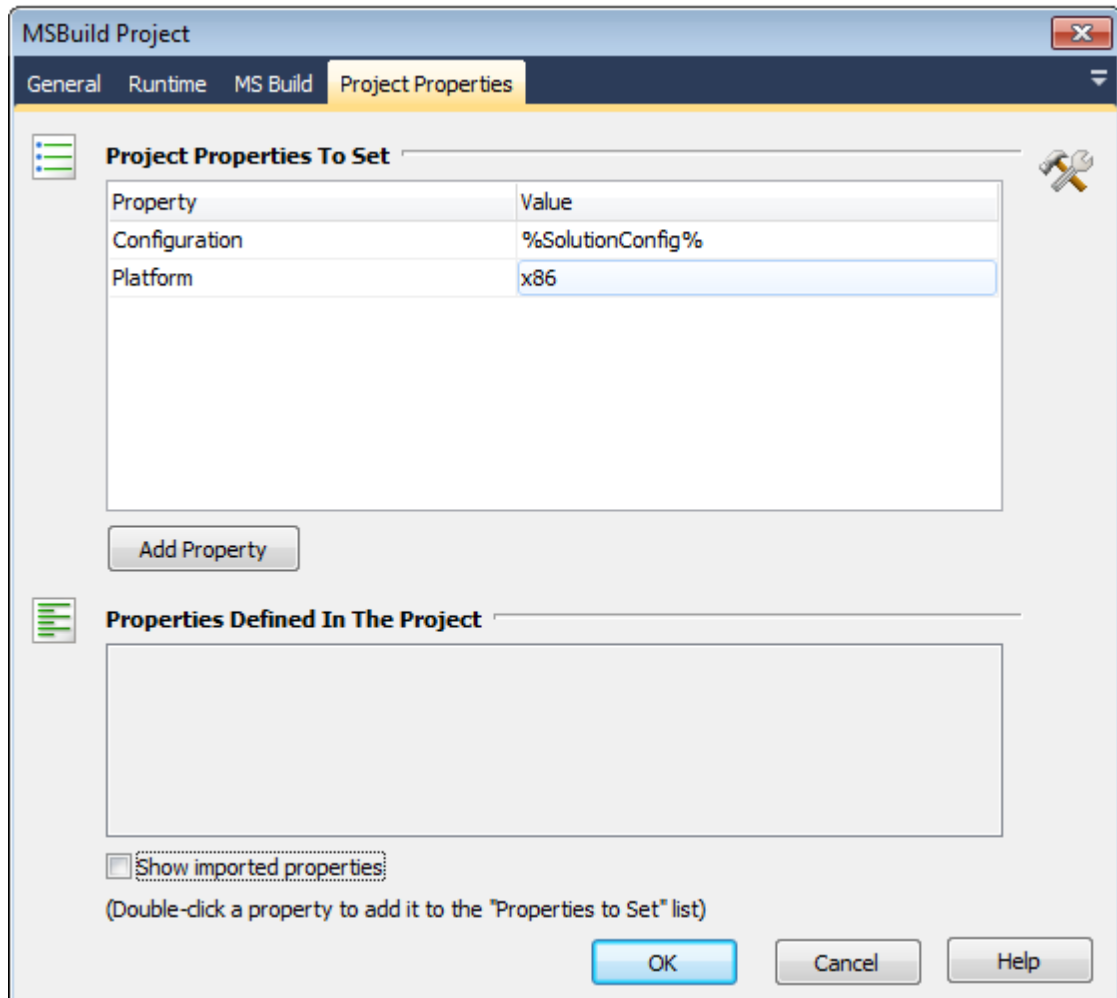 MSBuild Project
General Runtime MS Build Project Properties
Project Properties To Set
Property Value
Configuration %SolutionConfig%
Platform x86
Add Property
Properties Defined In The Project
Show imported properties
(Double-click a property to add it to the "Properties to Set" list)
OK Cancel Help